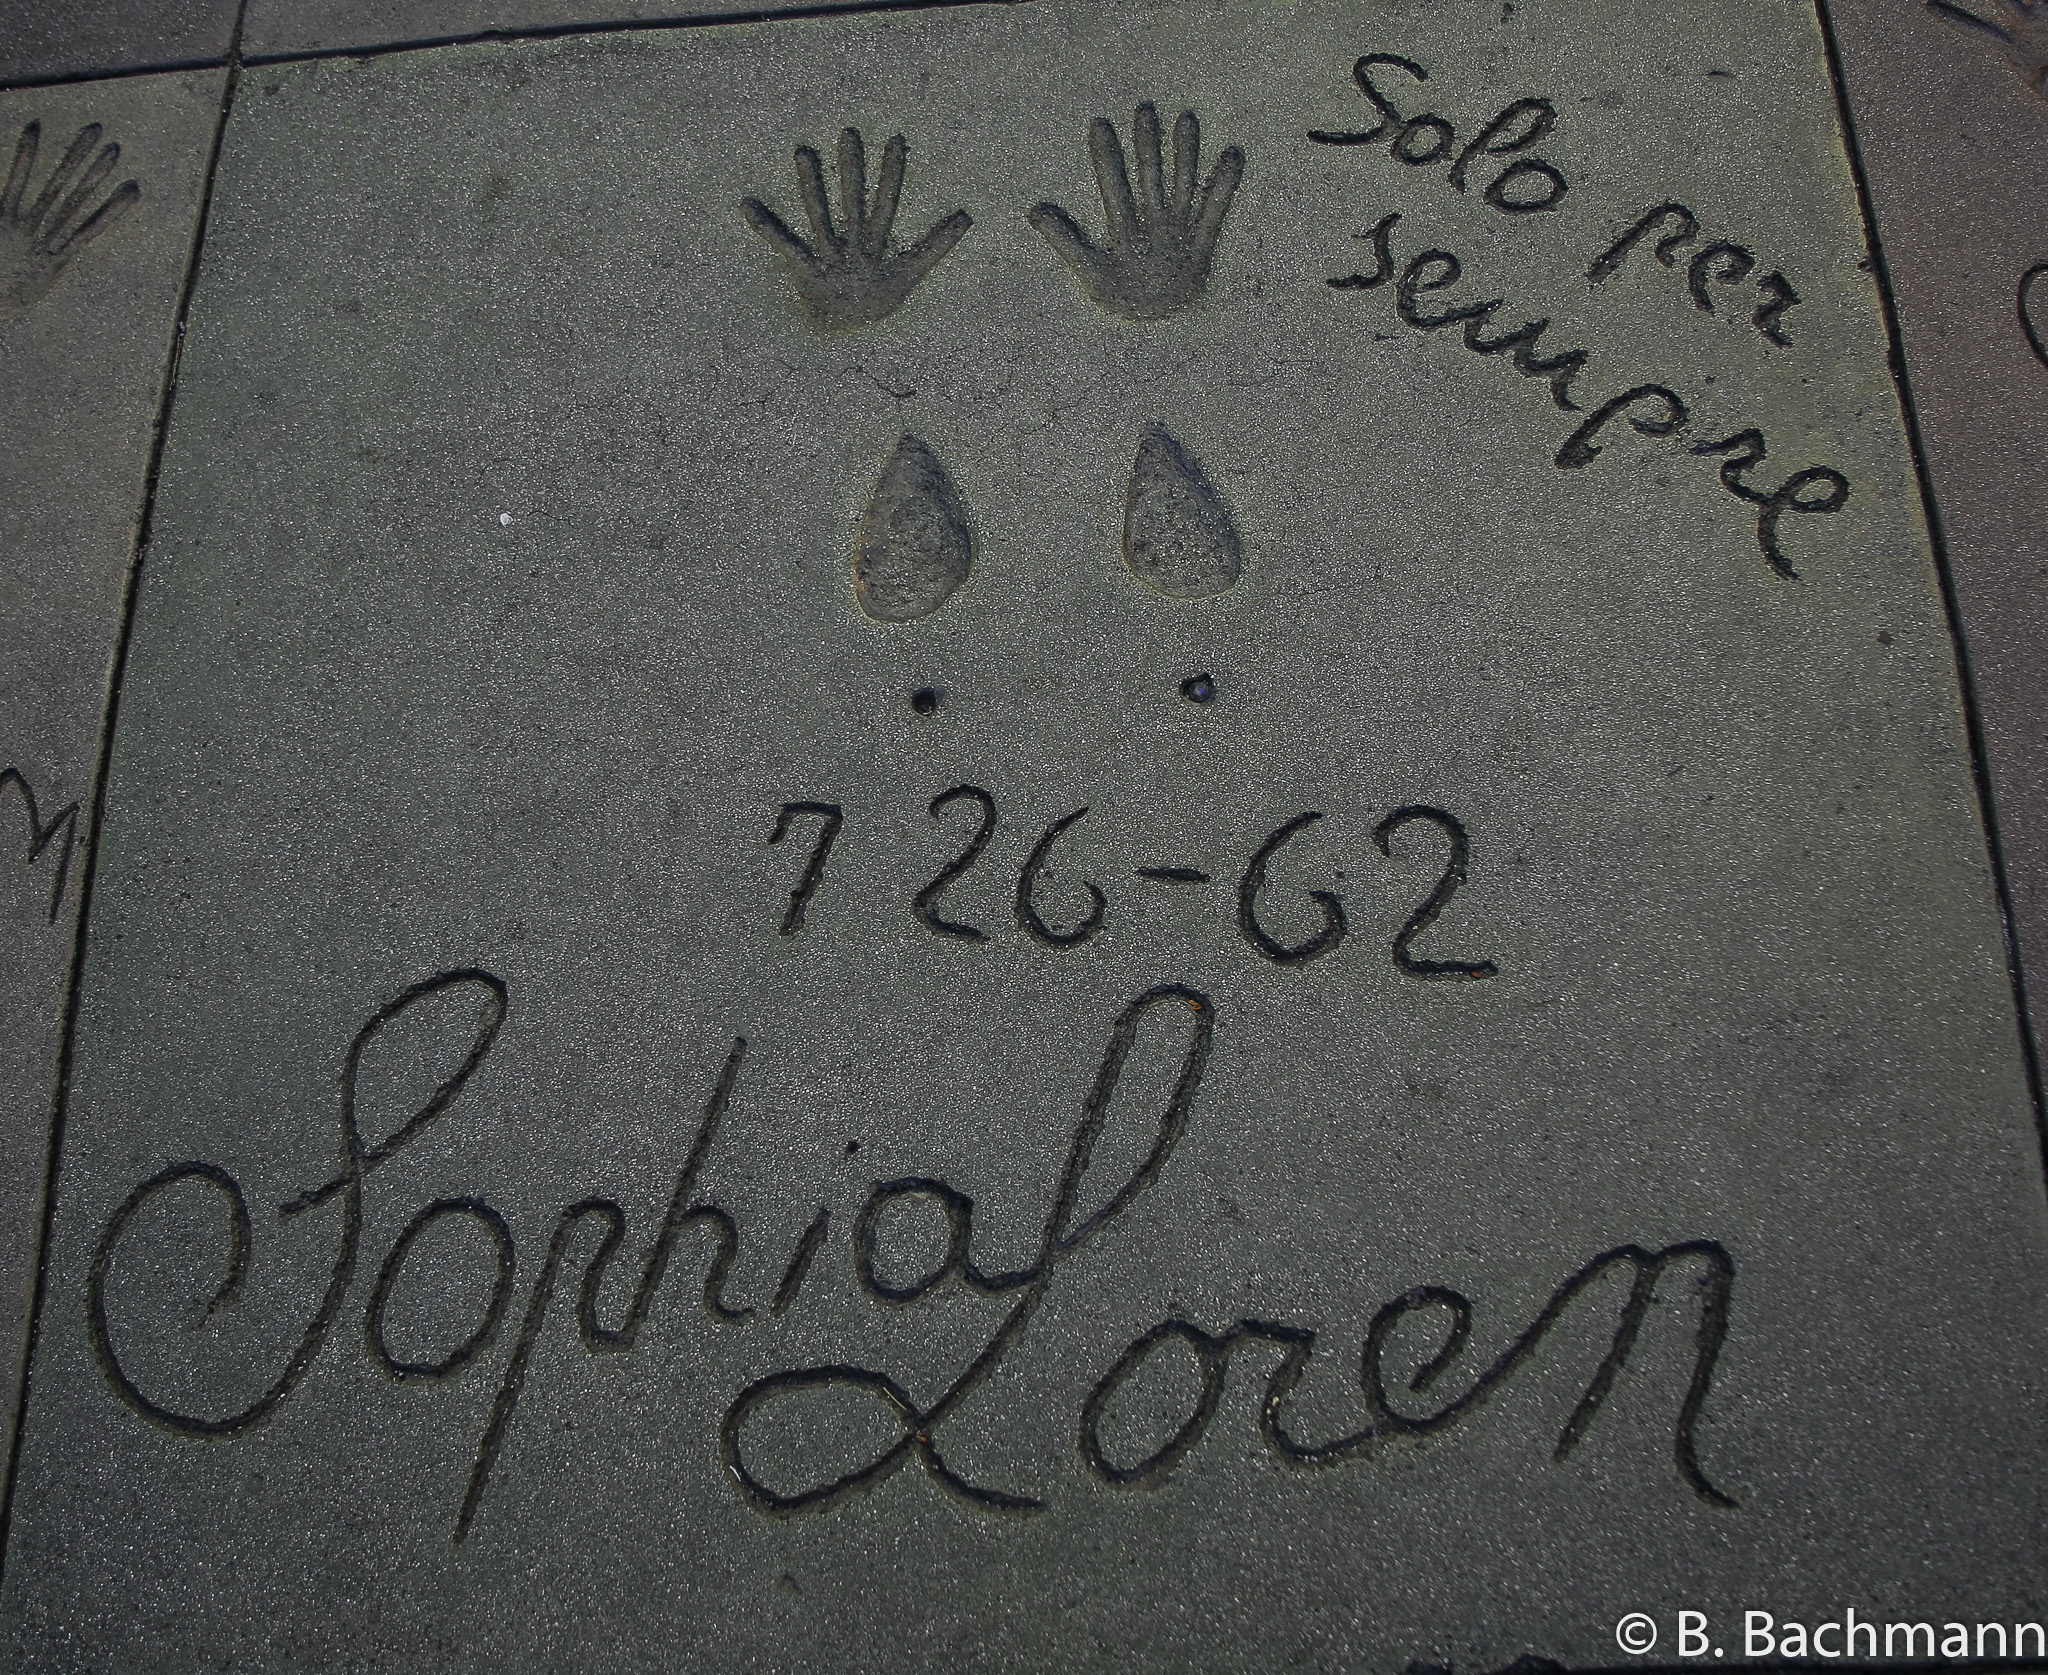 Solo per
sempre
7 26-62
Sophia Loren
© B. Bachmann